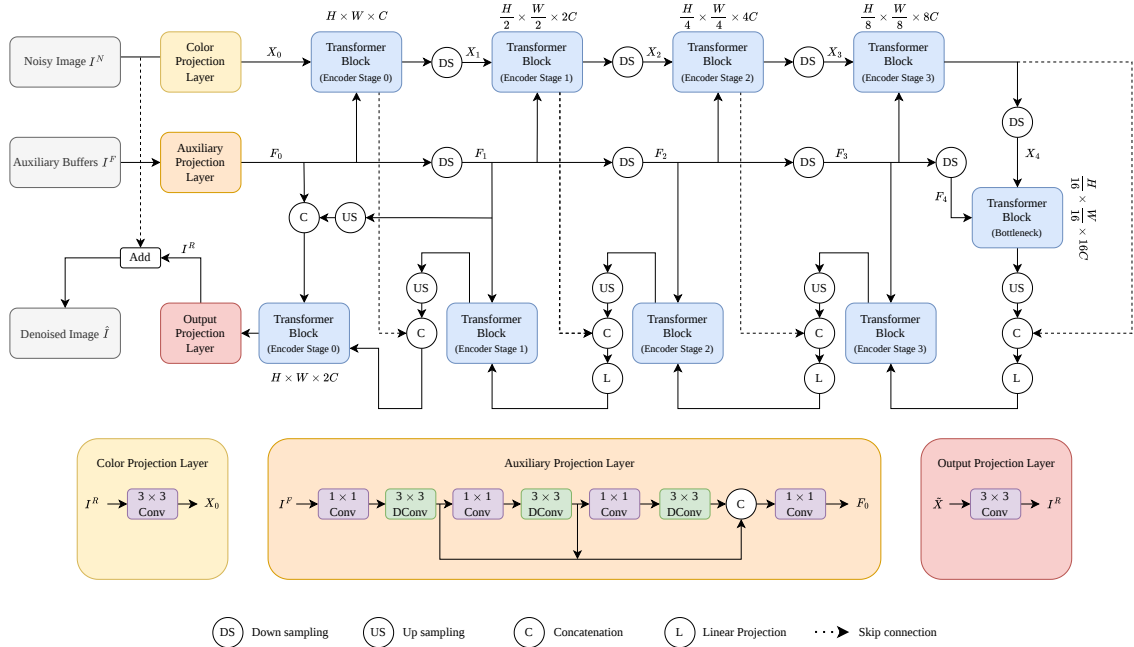 H × W × C
H/2 × W/2 × 2C
H/4 × W/4 × 4C
H/8 × W/8 × 8C
Noisy Image I^N
Color
Projection
Layer
X_0
Transformer
Block
(Encoder Stage 0)
DS
X_1
Transformer
Block
(Encoder Stage 1)
DS
X_2
Transformer
Block
(Encoder Stage 2)
DS
X_3
Transformer
Block
(Encoder Stage 3)
DS
X_4
Auxiliary Buffers I^F
Auxiliary
Projection
Layer
F_0
DS
F_1
DS
F_2
DS
F_3
DS
F_4
Transformer
Block
(Bottleneck)
H/16 × W/16 × 16C
C
US
Add
I^R
US
US
US
US
Denoised Image Î
Output
Projection
Layer
Transformer
Block
(Encoder Stage 0)
C
Transformer
Block
(Encoder Stage 1)
C
Transformer
Block
(Encoder Stage 2)
C
Transformer
Block
(Encoder Stage 3)
C
L
L
L
H × W × 2C
Color Projection Layer
I^R
3 × 3
Conv
X_0
Auxiliary Projection Layer
I^F
1 × 1
Conv
3 × 3
DConv
1 × 1
Conv
3 × 3
DConv
1 × 1
Conv
3 × 3
DConv
C
1 × 1
Conv
F_0
Output Projection Layer
X̃
3 × 3
Conv
I^R
DS
Down sampling
US
Up sampling
C
Concatenation
L
Linear Projection
Skip connection